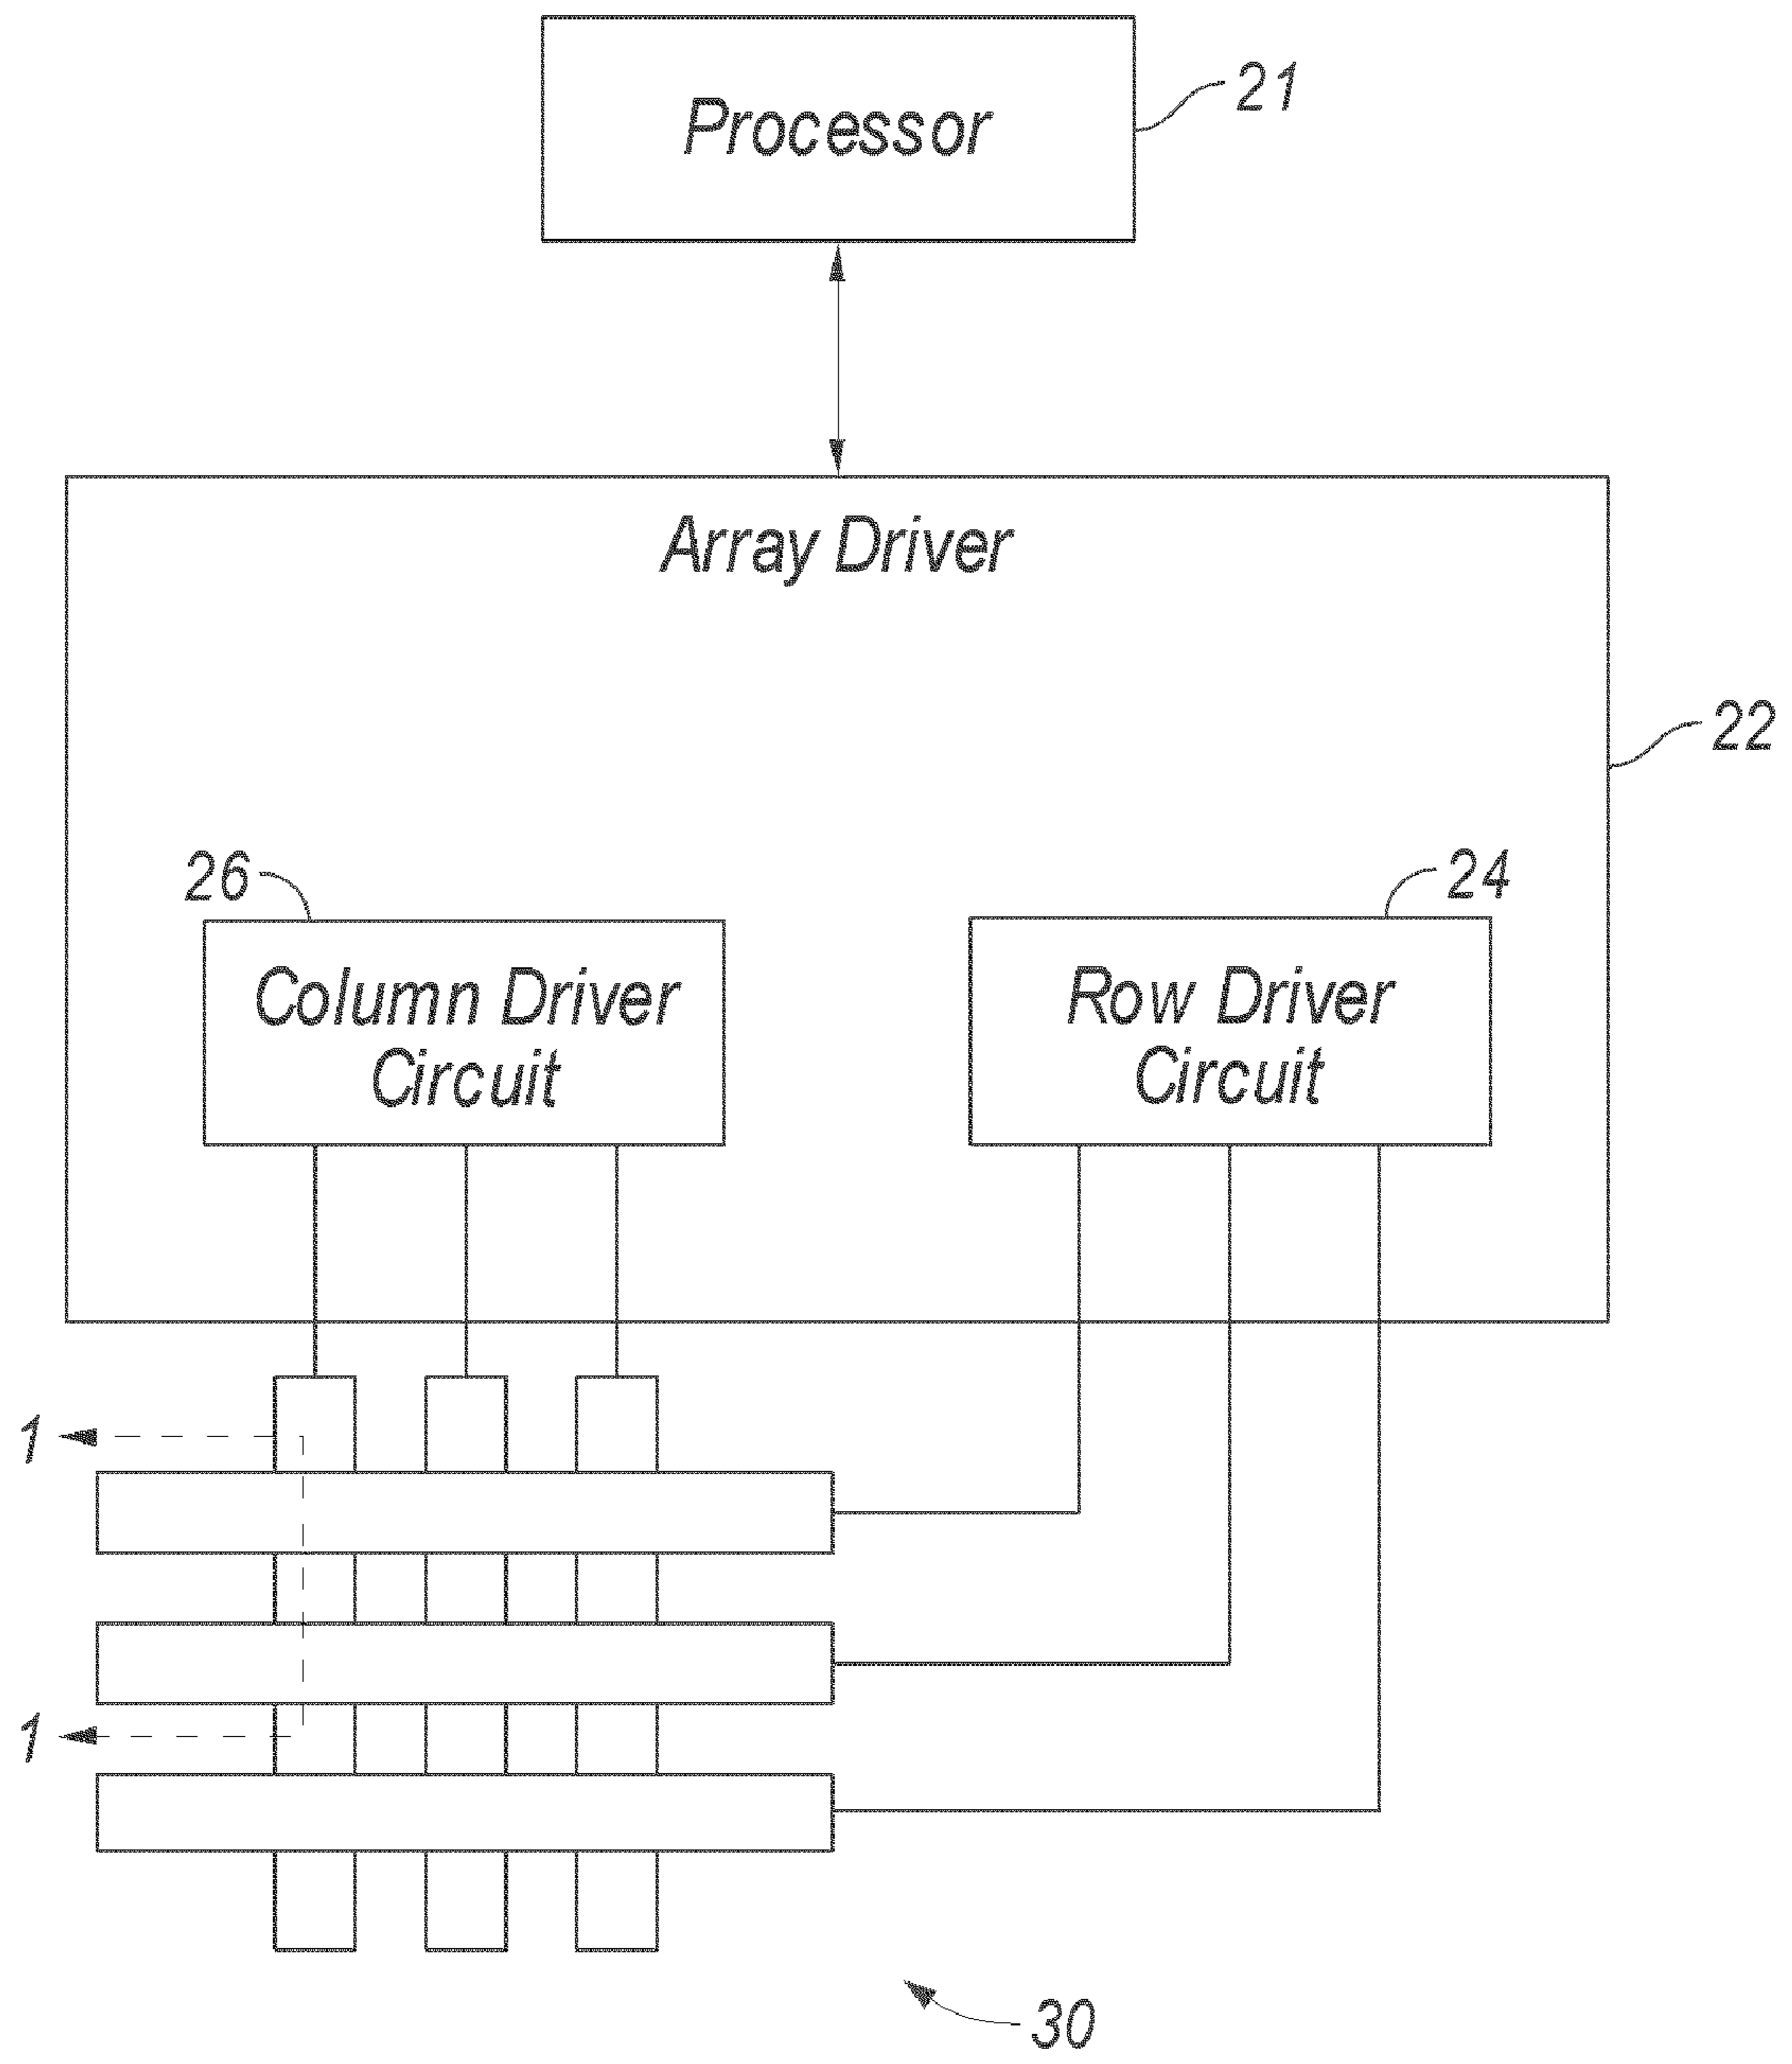 Processor
21
Array Driver
22
26
24
Column Driver
Circuit
Row Driver
Circuit
1
1
30